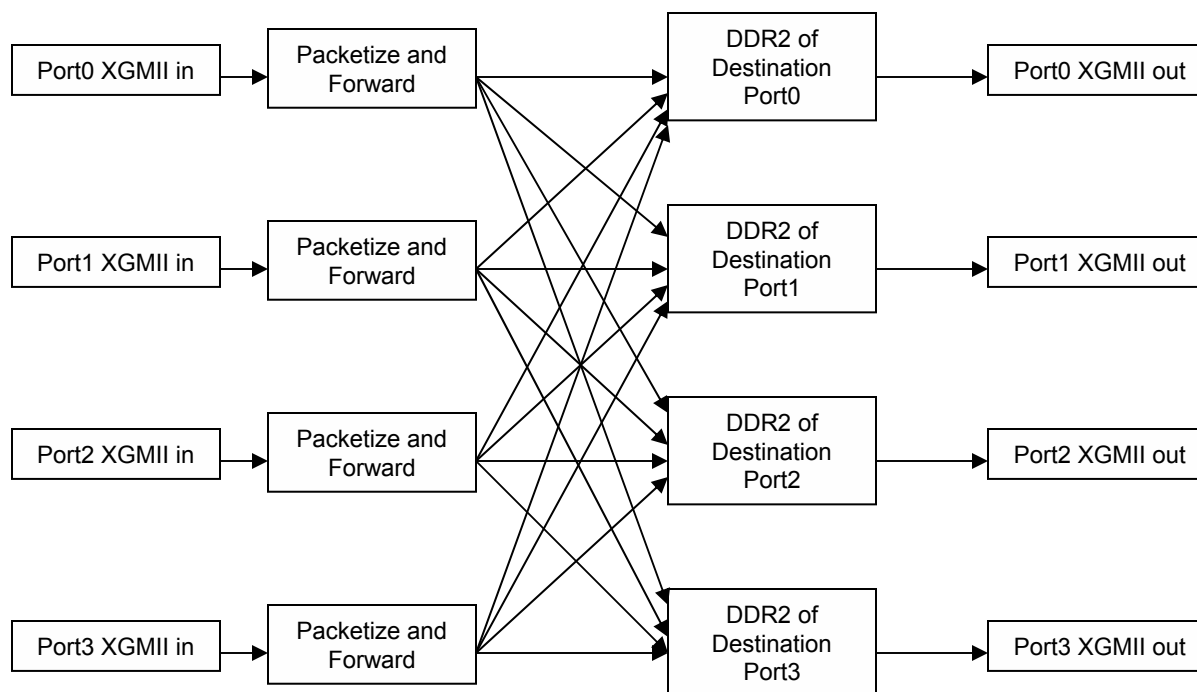 Port0 XGMII in
Packetize and
Forward
DDR2 of
Destination
Port0
Port0 XGMII out
Port1 XGMII in
Packetize and
Forward
DDR2 of
Destination
Port1
Port1 XGMII out
Port2 XGMII in
Packetize and
Forward
DDR2 of
Destination
Port2
Port2 XGMII out
Port3 XGMII in
Packetize and
Forward
DDR2 of
Destination
Port3
Port3 XGMII out